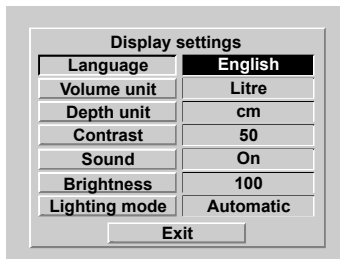 Display settings
Language English
Volume unit Litre
Depth unit cm
Contrast 50
Sound On
Brightness 100
Lighting mode Automatic
Exit